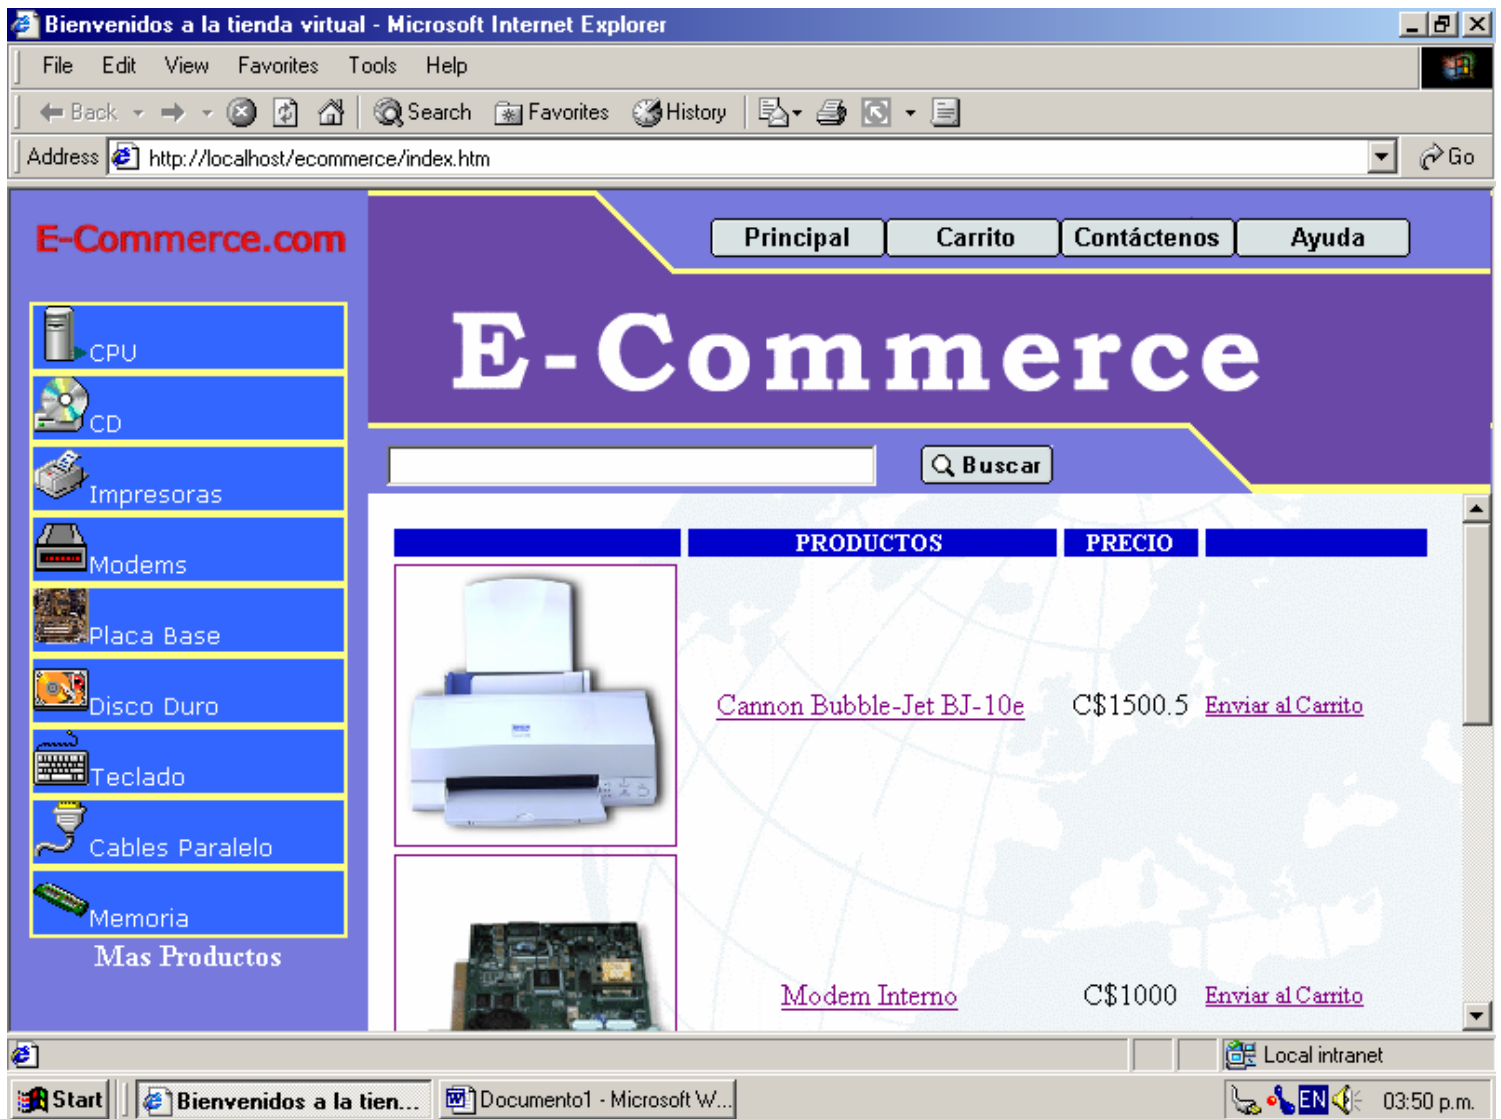 Bienvenidos a la tienda virtual - Microsoft Internet Explorer
File Edit View Favorites Tools Help
Back Search Favorites History
Address http://localhost/ecommerce/index.htm Go
E-Commerce.com
Principal Carrito Contáctenos Ayuda
E-Commerce
Buscar
CPU
CD
Impresoras
Modems
Placa Base
Disco Duro
Teclado
Cables Paralelo
Memoria
Mas Productos
PRODUCTOS PRECIO
Cannon Bubble-Jet BJ-10e C$1500.5 Enviar al Carrito
Modem Interno C$1000 Enviar al Carrito
Local intranet
Start Bienvenidos a la tien... Documento1 - Microsoft W... EN 03:50 p.m.